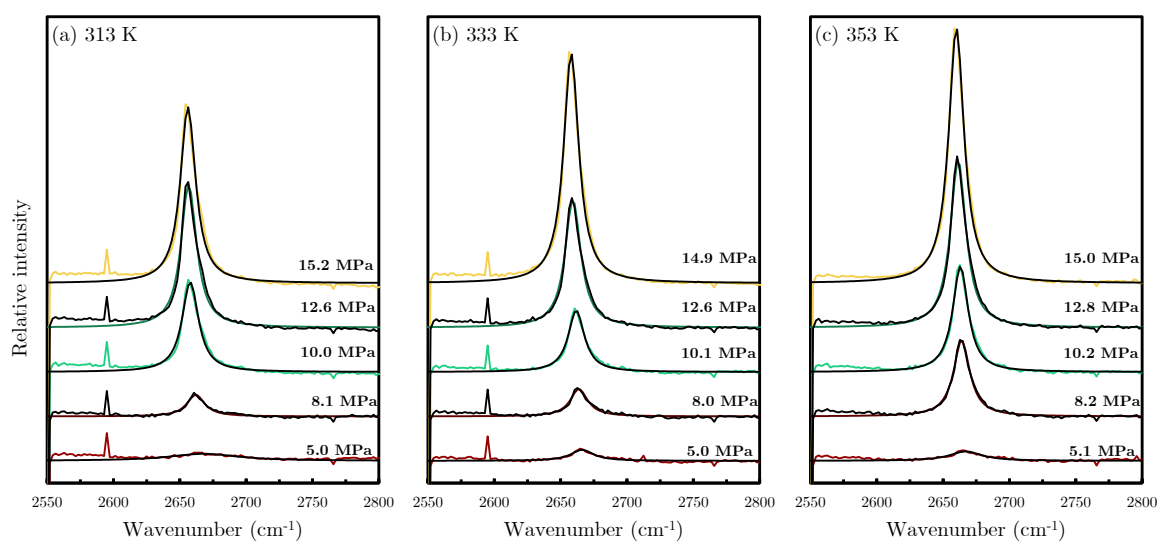 (a) 313 K
(b) 333 K
(c) 353 K
Relative intensity
15.2 MPa
12.6 MPa
10.0 MPa
8.1 MPa
5.0 MPa
14.9 MPa
12.6 MPa
10.1 MPa
8.0 MPa
5.0 MPa
15.0 MPa
12.8 MPa
10.2 MPa
8.2 MPa
5.1 MPa
2550 2600 2650 2700 2750 2800
2550 2600 2650 2700 2750 2800
2550 2600 2650 2700 2750 2800
Wavenumber (cm⁻¹)
Wavenumber (cm⁻¹)
Wavenumber (cm⁻¹)